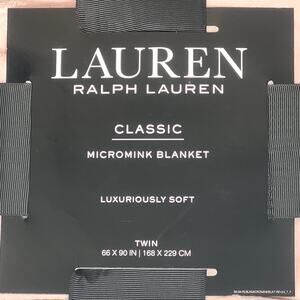 LAUREN
RALPH LAUREN
CLASSIC
MICROMINK BLANKET
LUXURIOUSLY SOFT
TWIN
66 X 90 IN | 168 X 229 CM